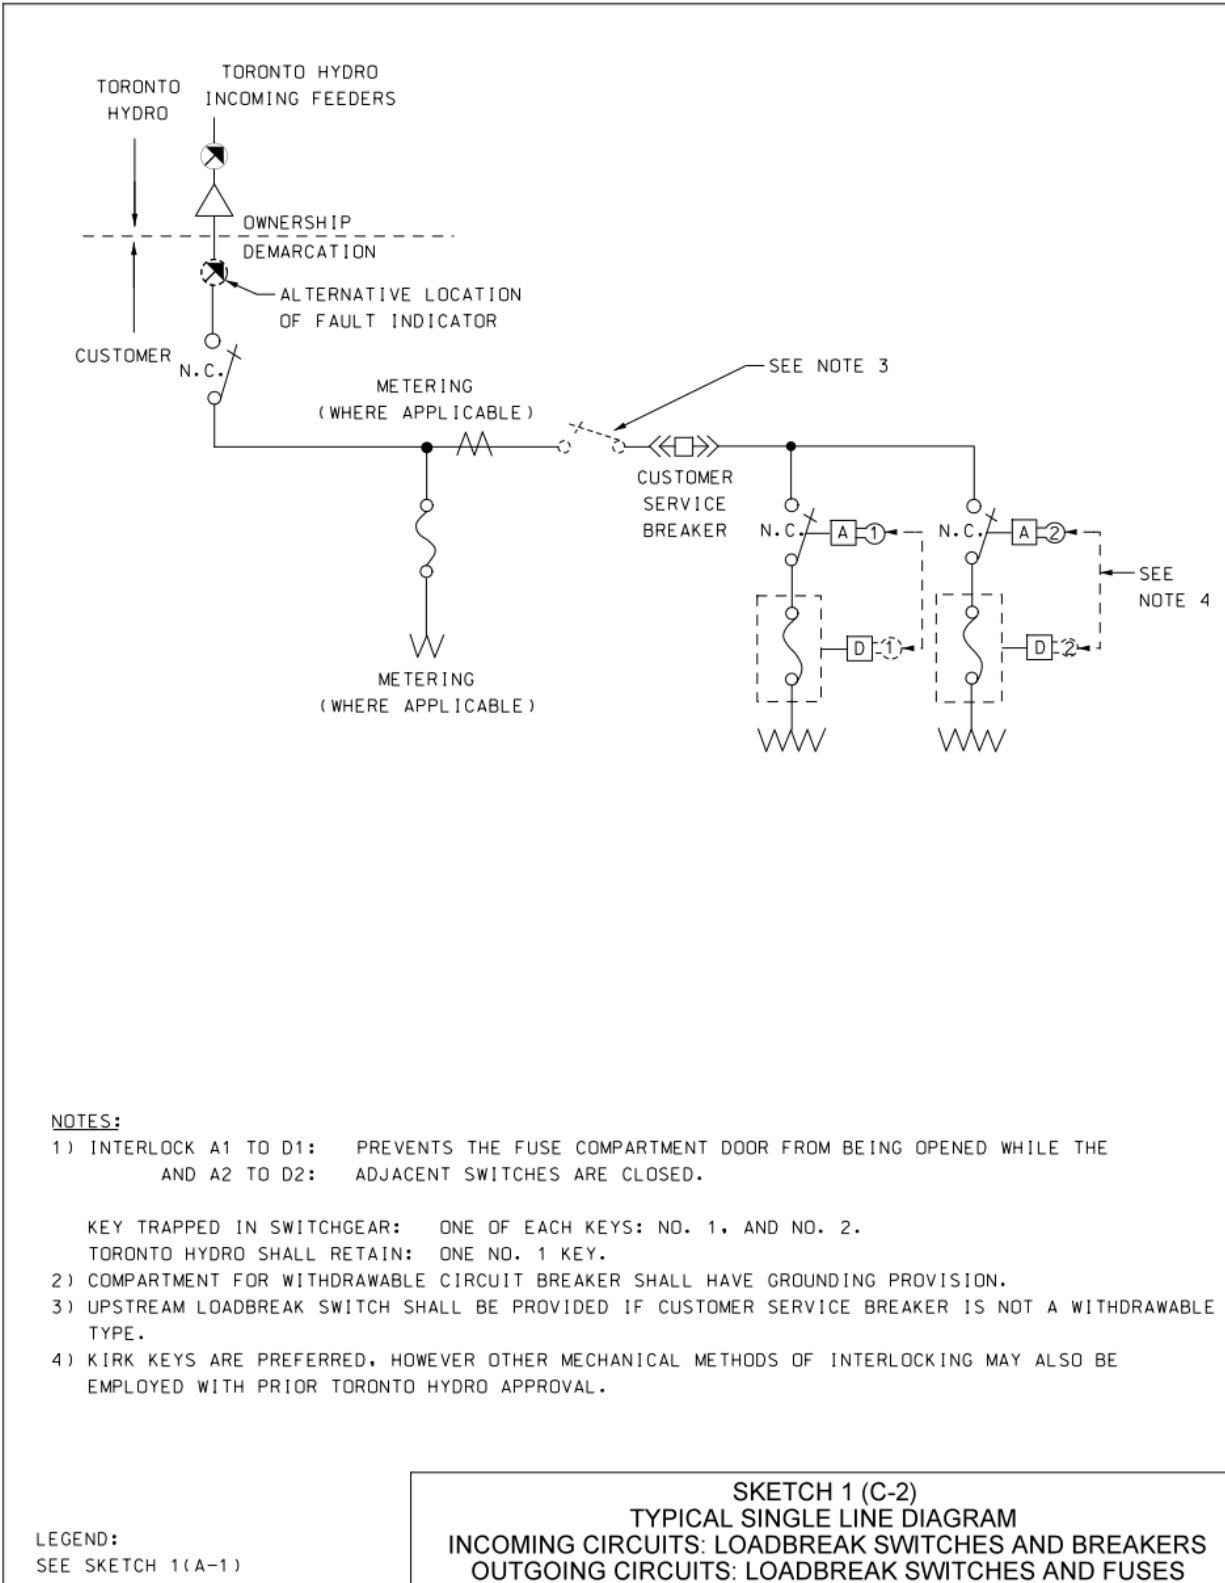 TORONTO HYDRO
INCOMING FEEDERS
TORONTO
HYDRO
OWNERSHIP
DEMARCATION
ALTERNATIVE LOCATION
OF FAULT INDICATOR
CUSTOMER
N.C.
METERING
(WHERE APPLICABLE)
SEE NOTE 3
CUSTOMER
SERVICE
BREAKER
N.C.
A
1
N.C.
A
2
SEE
NOTE 4
D
1
D
2
METERING
(WHERE APPLICABLE)
NOTES:
1) INTERLOCK A1 TO D1: PREVENTS THE FUSE COMPARTMENT DOOR FROM BEING OPENED WHILE THE
AND A2 TO D2: ADJACENT SWITCHES ARE CLOSED.
KEY TRAPPED IN SWITCHGEAR: ONE OF EACH KEYS: NO. 1, AND NO. 2.
TORONTO HYDRO SHALL RETAIN: ONE NO. 1 KEY.
2) COMPARTMENT FOR WITHDRAWABLE CIRCUIT BREAKER SHALL HAVE GROUNDING PROVISION.
3) UPSTREAM LOADBREAK SWITCH SHALL BE PROVIDED IF CUSTOMER SERVICE BREAKER IS NOT A WITHDRAWABLE
TYPE.
4) KIRK KEYS ARE PREFERRED, HOWEVER OTHER MECHANICAL METHODS OF INTERLOCKING MAY ALSO BE
EMPLOYED WITH PRIOR TORONTO HYDRO APPROVAL.
LEGEND:
SEE SKETCH 1(A-1)
SKETCH 1 (C-2)
TYPICAL SINGLE LINE DIAGRAM
INCOMING CIRCUITS: LOADBREAK SWITCHES AND BREAKERS
OUTGOING CIRCUITS: LOADBREAK SWITCHES AND FUSES